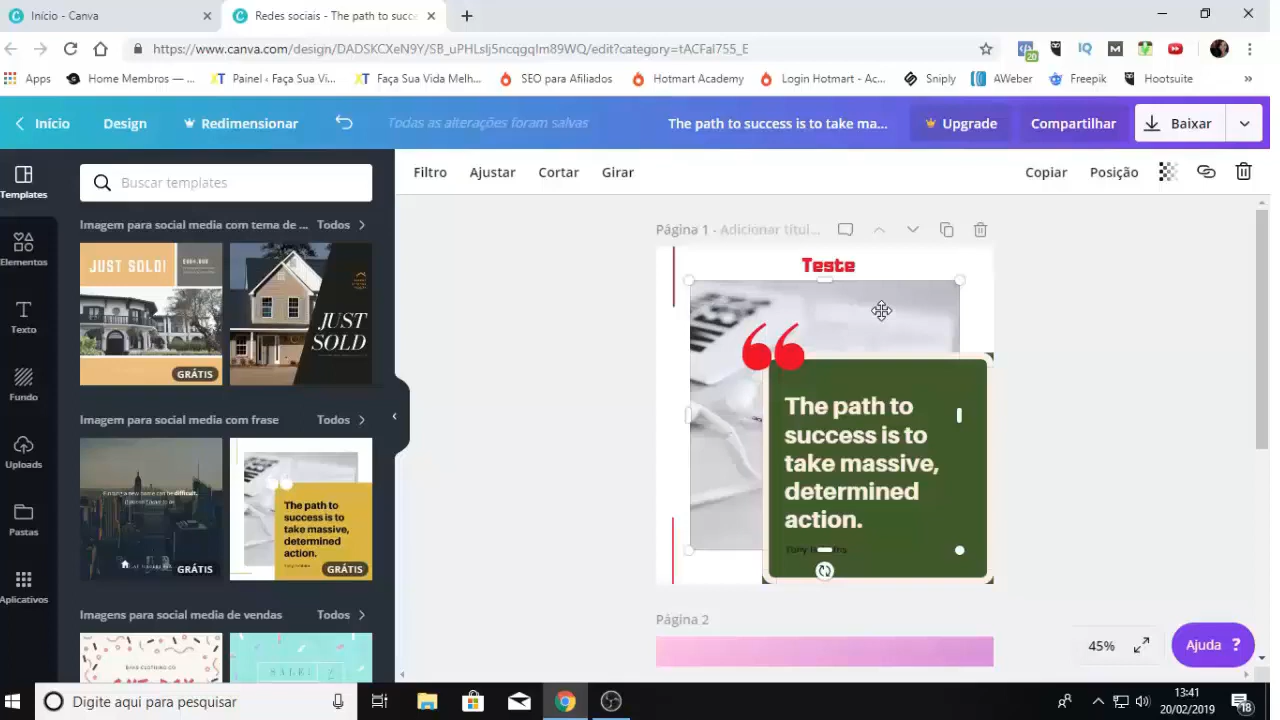 Início - Canva
Redes sociais - The path to succe
https://www.canva.com/design/DADSKCXeN9Y/SB_uPHLslj5ncqgqIm89WQ/edit?category=tACFal755_E
20
IQ
M
Apps
Home Membros — ...
Painel ‹ Faça Sua Vi...
Faça Sua Vida Melh...
SEO para Afiliados
Hotmart Academy
Login Hotmart - Ac...
Sniply
AWeber
Freepik
Hootsuite
»
Início
Design
Redimensionar
Todas as alterações foram salvas
The path to success is to take ma...
Upgrade
Compartilhar
Baixar
Templates
Elementos
Texto
Fundo
Uploads
Pastas
Aplicativos
Buscar templates
Imagem para social media com tema de ...
Todos
JUST SOLD!
GRÁTIS
JUST
SOLD
Imagem para social media com frase
Todos
GRÁTIS
The path to
success is to
take massive,
determined
action.
GRÁTIS
Imagens para social media de vendas
Todos
Filtro
Ajustar
Cortar
Girar
Copiar
Posição
Página 1 - Adicionar títul...
Teste
The path to
success is to
take massive,
determined
action.
Página 2
45%
Ajuda ?
Digite aqui para pesquisar
13:41
20/02/2019
18